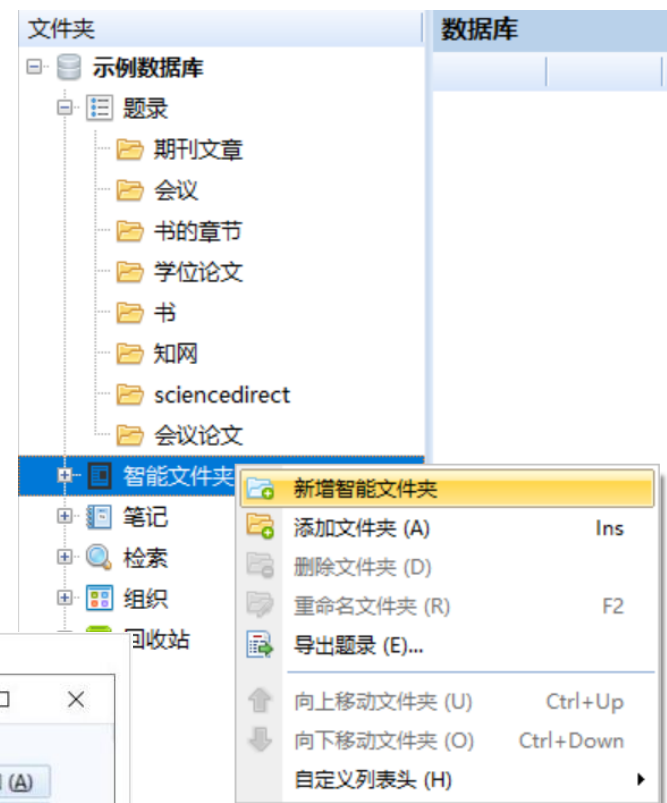 文件夹
数据库
示例数据库
题录
期刊文章
会议
书的章节
学位论文
书
知网
sciencedirect
会议论文
智能文件夹
新增智能文件夹
笔记
添加文件夹 (A) Ins
检索
删除文件夹 (D)
组织
重命名文件夹 (R) F2
回收站
导出题录 (E)...
向上移动文件夹 (U) Ctrl+Up
向下移动文件夹 (O) Ctrl+Down
(A)
自定义列表头 (H)